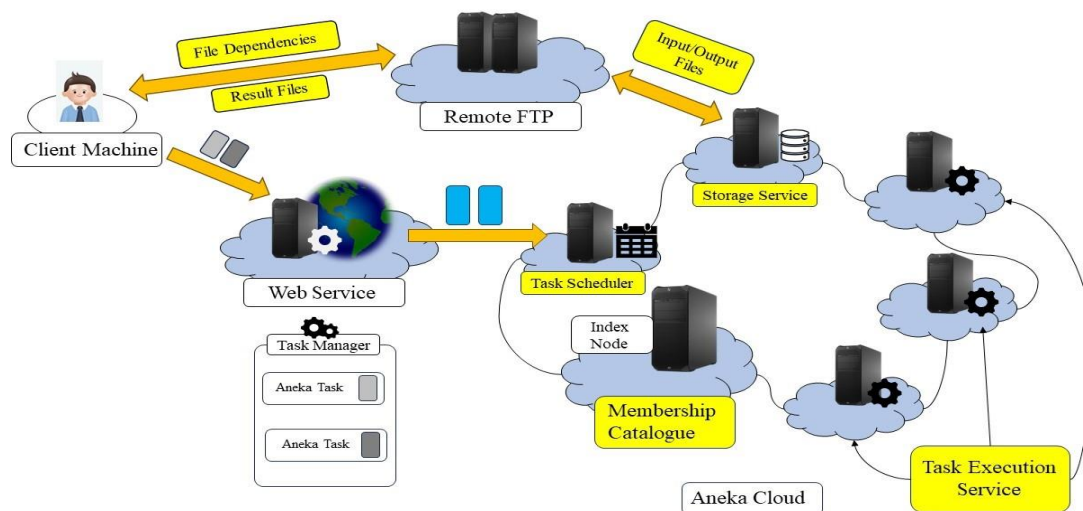 File Dependencies
Result Files
Input/Output
Files
Remote FTP
Client Machine
Storage Service
Web Service
Task Scheduler
Index
Node
Task Manager
Aneka Task
Aneka Task
Membership
Catalogue
Task Execution
Service
Aneka Cloud